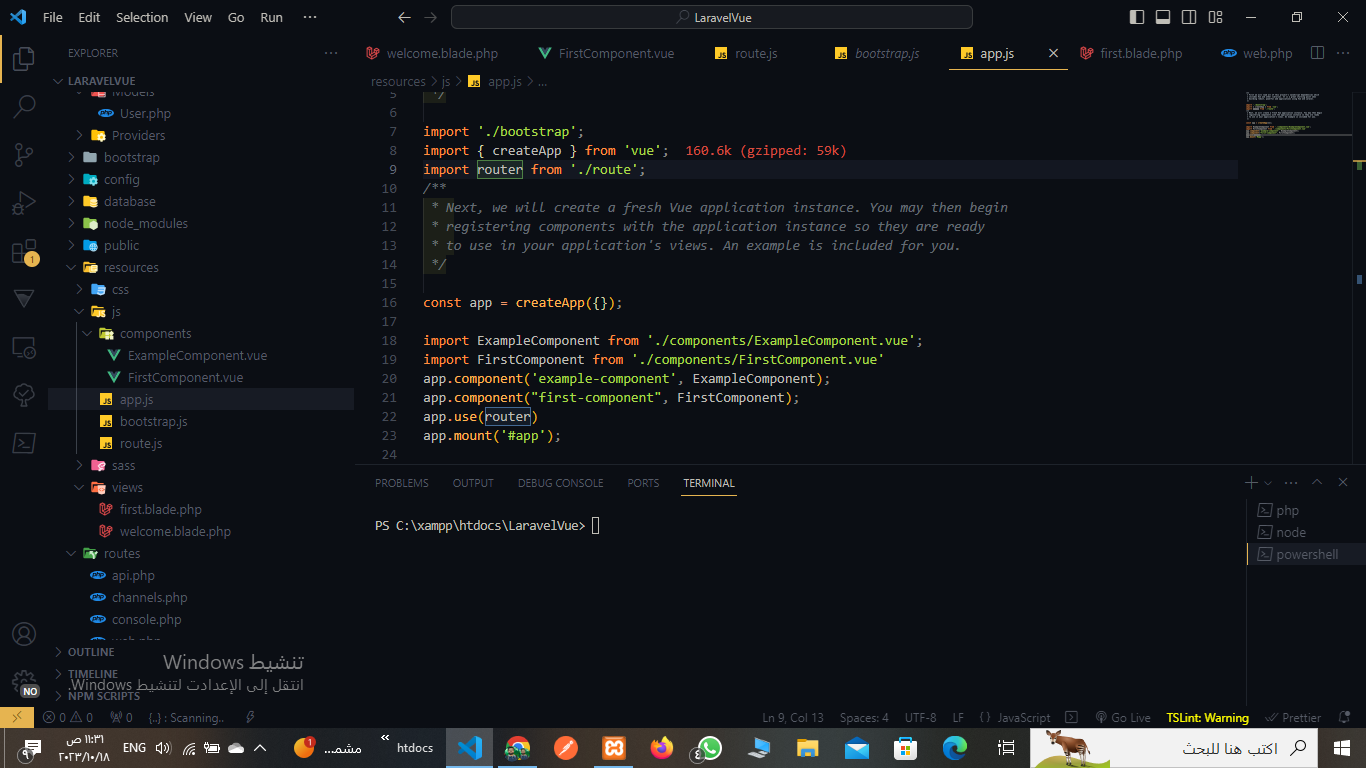 File Edit Selection View Go Run ··· LaravelVue
EXPLORER ···
LARAVELVUE
Models
User.php
Providers
bootstrap
config
database
node_modules
public
resources
css
js
components
ExampleComponent.vue
FirstComponent.vue
app.js
bootstrap.js
route.js
sass
views
first.blade.php
welcome.blade.php
routes
api.php
channels.php
console.php
web.php
OUTLINE
TIMELINE
NPM SCRIPTS
1
NO
welcome.blade.php FirstComponent.vue route.js bootstrap.js app.js first.blade.php web.php ···
resources > js > app.js > ...
5 */
6
7 import './bootstrap';
8 import { createApp } from 'vue'; 160.6k (gzipped: 59k)
9 import router from './route';
10 /**
11 * Next, we will create a fresh Vue application instance. You may then begin
12 * registering components with the application instance so they are ready
13 * to use in your application's views. An example is included for you.
14 */
15
16 const app = createApp({});
17
18 import ExampleComponent from './components/ExampleComponent.vue';
19 import FirstComponent from './components/FirstComponent.vue'
20 app.component('example-component', ExampleComponent);
21 app.component("first-component", FirstComponent);
22 app.use(router)
23 app.mount('#app');
24
PROBLEMS OUTPUT DEBUG CONSOLE PORTS TERMINAL
PS C:\xampp\htdocs\LaravelVue>
php
node
powershell
تنشيط Windows
انتقل إلى الإعدادت لتنشيط Windows.
0 0 0 {..} : Scanning.. Ln 9, Col 13 Spaces: 4 UTF-8 LF {} JavaScript Go Live TSLint: Warning Prettier
٩ ١١:٣١ ص
٢٠٢٣/١٠/١٨
ENG 1 مشم... htdocs ٤ اكتب هنا للبحث